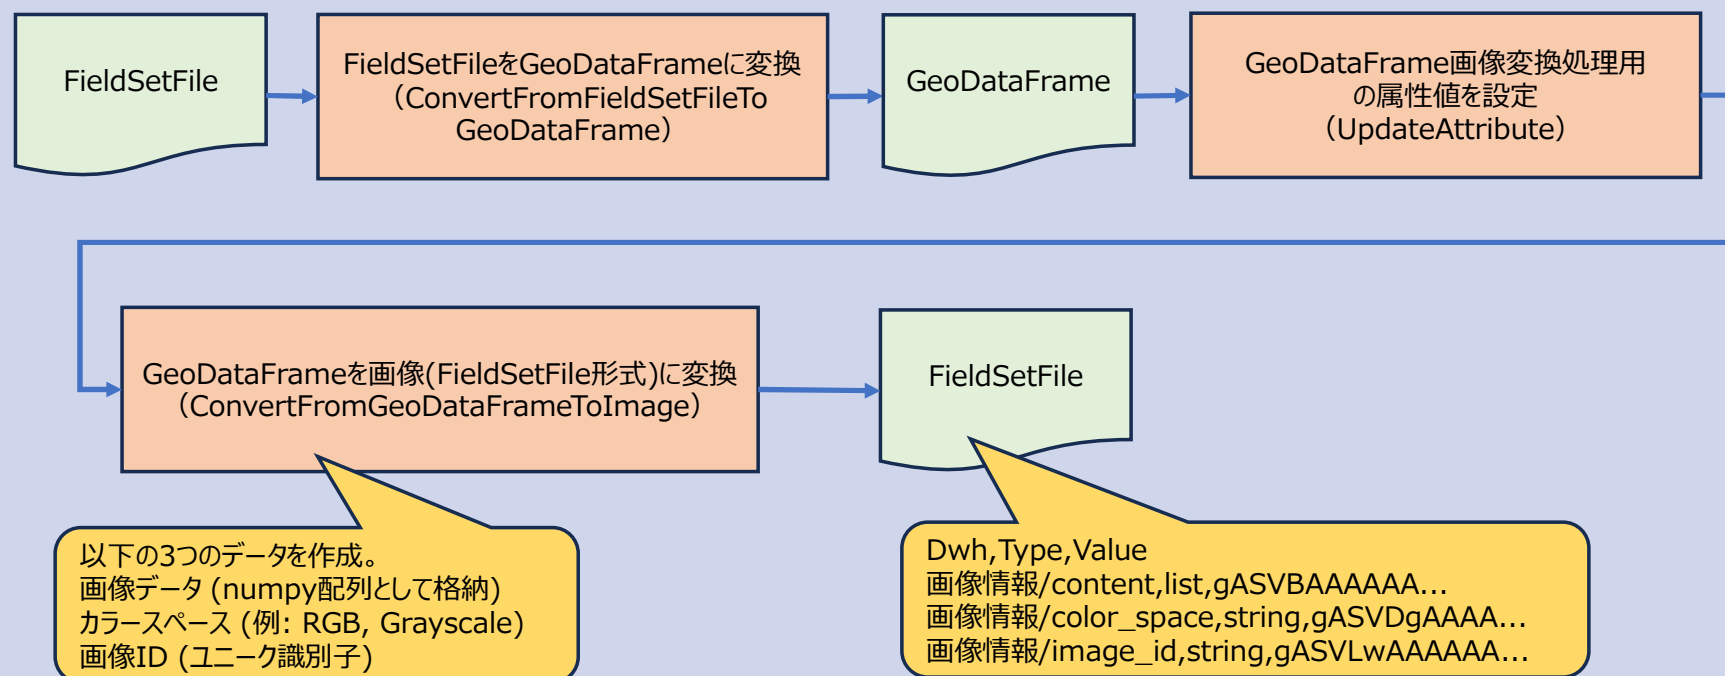 FieldSetFile
FieldSetFileをGeoDataFrameに変換
（ConvertFromFieldSetFileTo
GeoDataFrame）
GeoDataFrame
GeoDataFrame画像変換処理用
の属性値を設定
（UpdateAttribute）
GeoDataFrameを画像(FieldSetFile形式)に変換
（ConvertFromGeoDataFrameToImage）
FieldSetFile
以下の3つのデータを作成。
画像データ (numpy配列として格納)
カラースペース (例: RGB, Grayscale)
画像ID (ユニーク識別子)
Dwh,Type,Value
画像情報/content,list,gASVBAAAAAA...
画像情報/color_space,string,gASVDgAAAA...
画像情報/image_id,string,gASVLwAAAAAA...